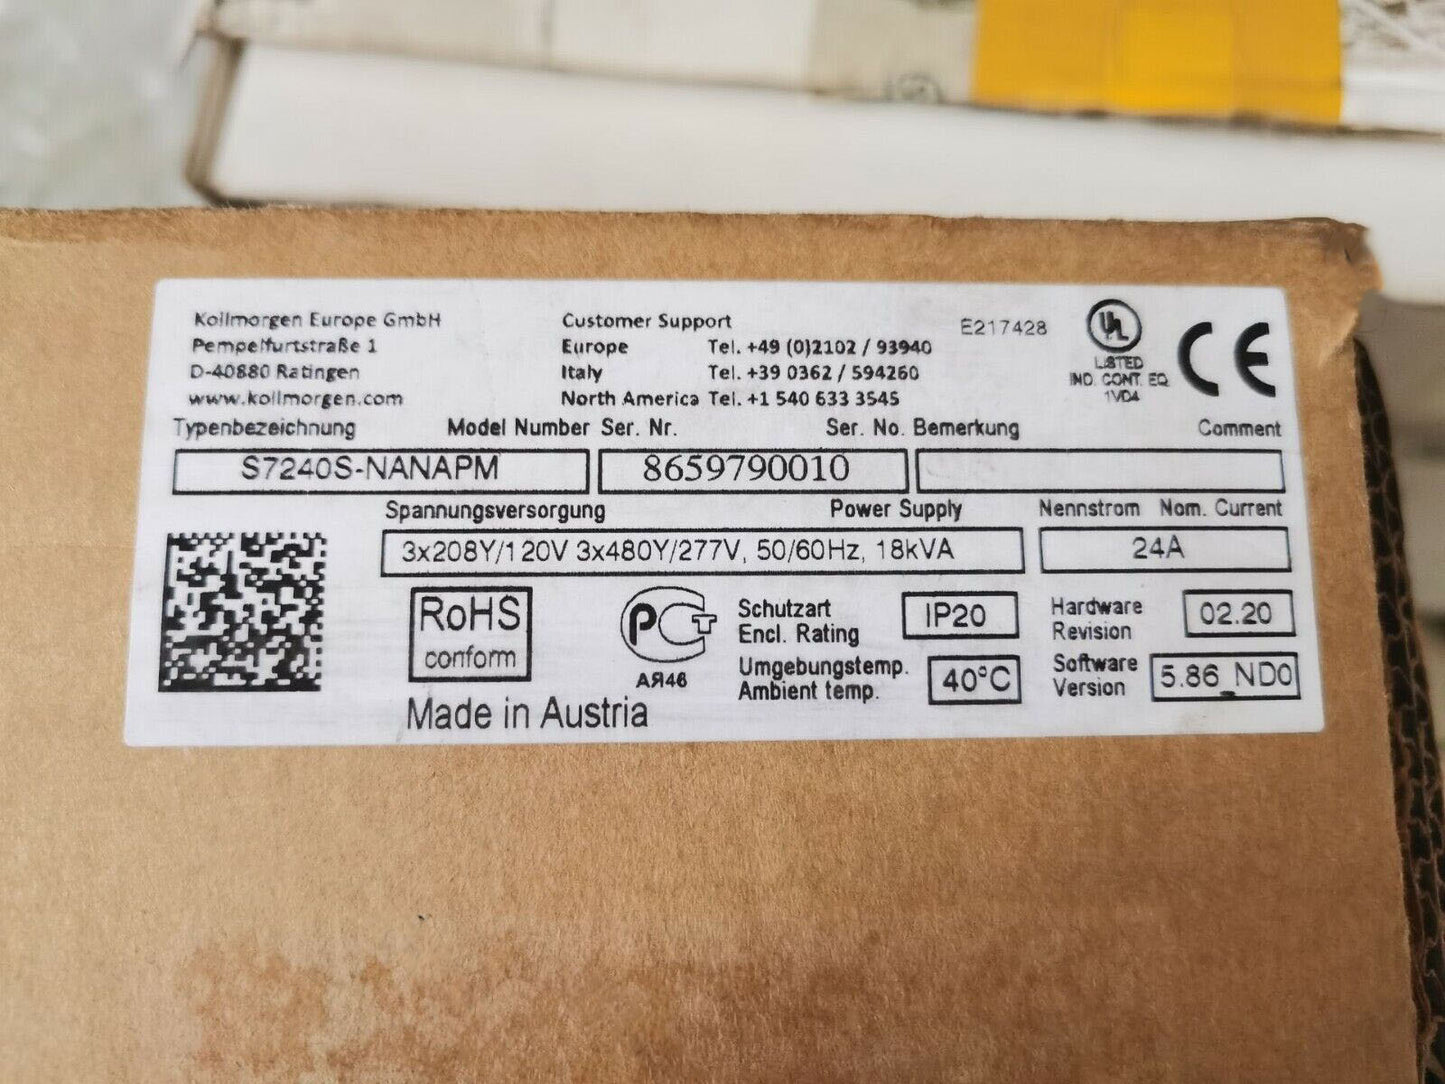 Kollmorgen Europe GmbH
Pempelfurtstraße 1
D-40880 Ratingen
www.kollmorgen.com
Customer Support
Europe Tel. +49 (0)2102 / 93940
Italy Tel. +39 0362 / 594260
North America Tel. +1 540 633 3545
E217428
UL
LISTED
IND. CONT. EQ.
1VD4
CE
Typenbezeichnung Model Number Ser. Nr. Ser. No. Bemerkung Comment
S7240S-NANAPM 8659790010
Spannungsversorgung Power Supply Nennstrom Nom. Current
3x208Y/120V 3x480Y/277V, 50/60Hz, 18kVA 24A
RoHS
conform
PCT
АЯ46
Schutzart
Encl. Rating
IP20
Hardware
Revision
02.20
Umgebungstemp.
Ambient temp.
40°C
Software
Version
5.86_ND0
Made in Austria